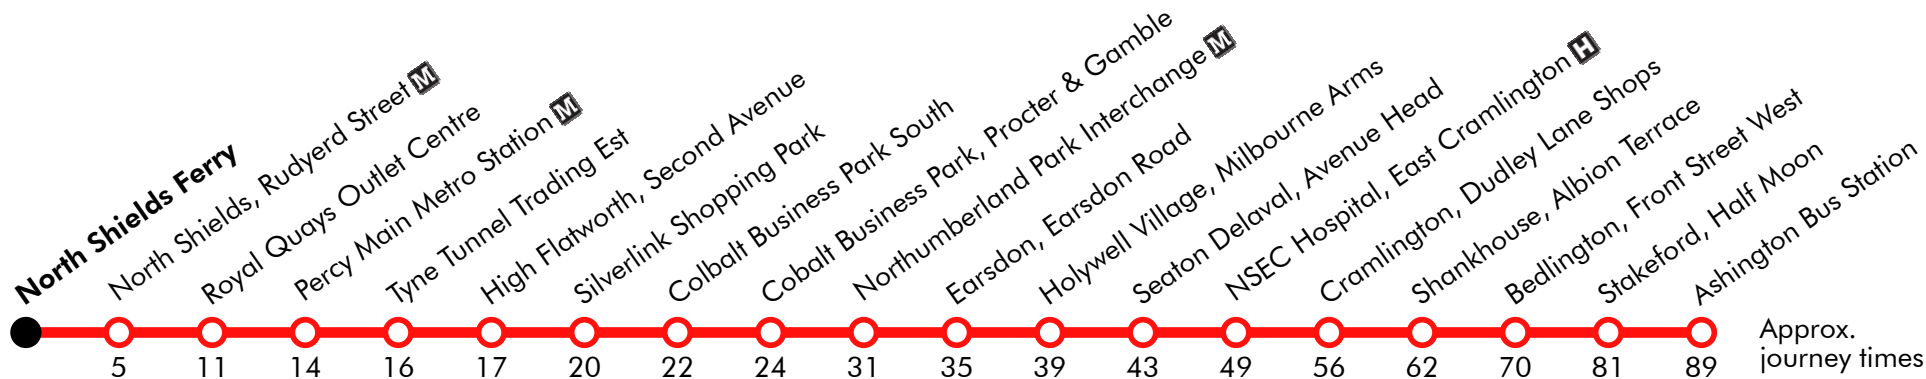 North Shields Ferry
North Shields, Rudyerd Street M
Royal Quays Outlet Centre
Percy Main Metro Station M
Tyne Tunnel Trading Est
High Flatworth, Second Avenue
Silverlink Shopping Park
Colbalt Business Park South
Cobalt Business Park, Procter & Gamble
Northumberland Park Interchange M
Earsdon, Earsdon Road
Holywell Village, Milbourne Arms
Seaton Delaval, Avenue Head
NSEC Hospital, East Cramlington H
Cramlington, Dudley Lane Shops
Shankhouse, Albion Terrace
Bedlington, Front Street West
Stakeford, Half Moon
Ashington Bus Station
5 11 14 16 17 20 22 24 31 35 39 43 49 56 62 70 81 89
Approx.
journey times